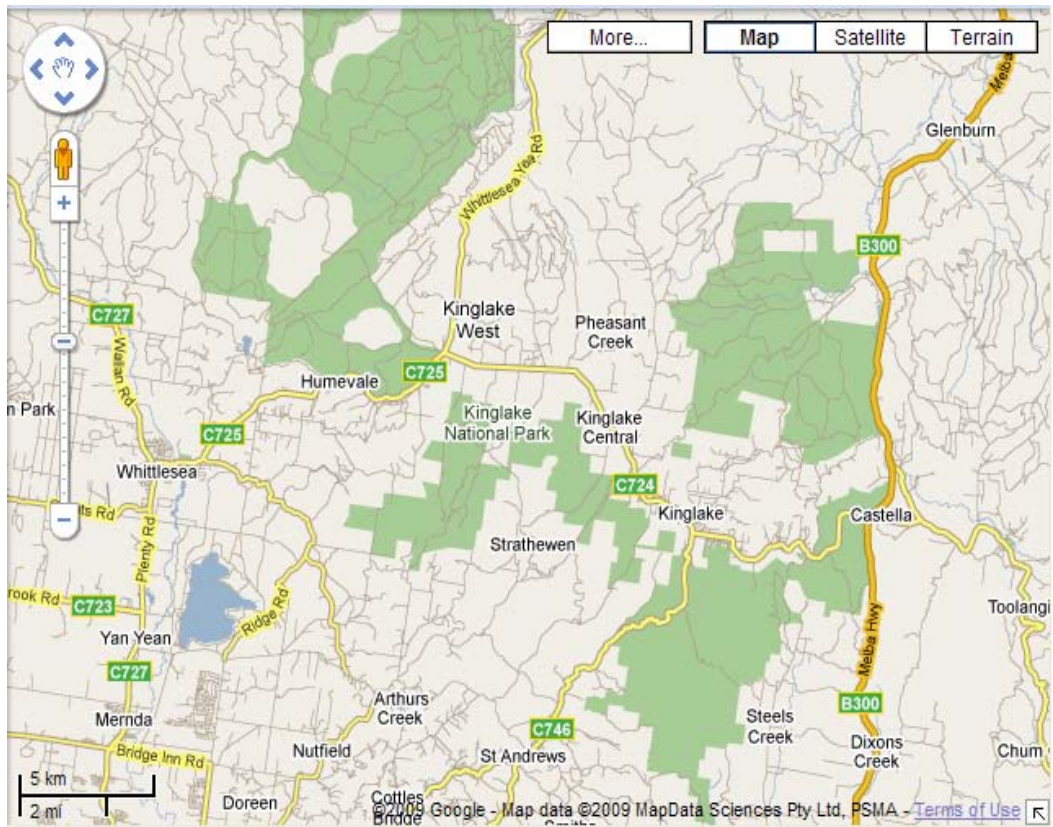 More...
Map
Satellite
Terrain
Melba
Glenburn
Whittlesea Yea Rd
B300
Kinglake
West
Pheasant
Creek
C727
Wallan Rd
C725
Humevale
n Park
Kinglake
National Park
Kinglake
Central
C725
Whittlesea
C724
Kinglake
Castella
ts Rd
Plenty Rd
Strathewen
rook Rd
C723
Ridge Rd
Toolangi
Yan Yean
Melba Hwy
C727
Arthurs
Creek
B300
Mernda
Steels
Creek
C746
Bridge Inn Rd
Nutfield
St Andrews
Dixons
Creek
Chum
5 km
2 mi
Doreen
Cottles
Bridge
©2009 Google - Map data ©2009 MapData Sciences Pty Ltd, PSMA - Terms of Use